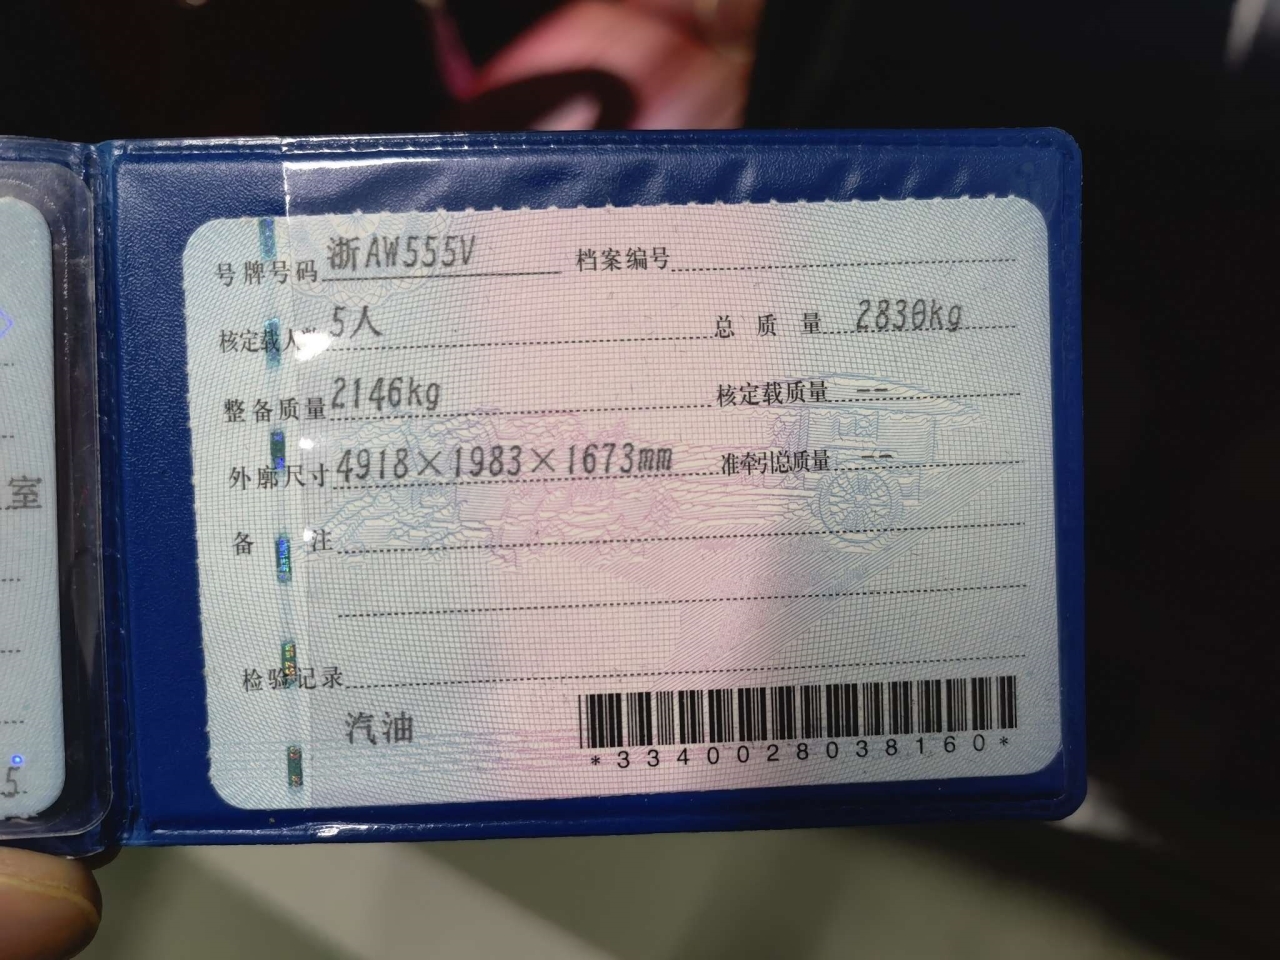 号牌号码 浙AW555V 档案编号
核定载人数 5人 总质量 2830kg
整备质量 2146kg 核定载质量 --
外廓尺寸 4918×1983×1673mm 准牵引总质量 --
室
备注
检验记录
汽油
*3340028038160*
5.